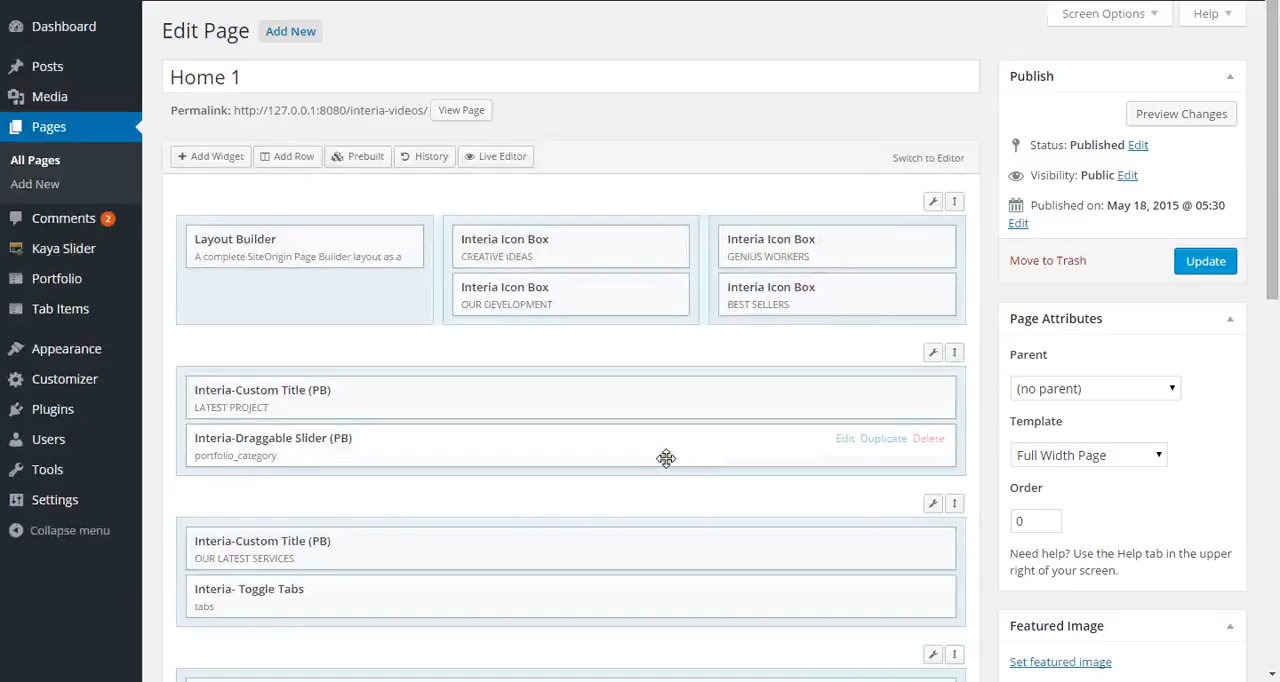 Dashboard
Posts
Media
Pages
All Pages
Add New
Comments 2
Kaya Slider
Portfolio
Tab Items
Appearance
Customizer
Plugins
Users
Tools
Settings
Collapse menu
Screen Options
Help
Edit Page Add New
Home 1
Permalink: http://127.0.0.1:8080/interia-videos/ View Page
Add Widget Add Row Prebuilt History Live Editor Switch to Editor
Layout Builder
A complete SiteOrigin Page Builder layout as a
Interia Icon Box
CREATIVE IDEAS
Interia Icon Box
OUR DEVELOPMENT
Interia Icon Box
GENIUS WORKERS
Interia Icon Box
BEST SELLERS
Interia-Custom Title (PB)
LATEST PROJECT
Interia-Draggable Slider (PB) Edit Duplicate Delete
portfolio_category
Interia-Custom Title (PB)
OUR LATEST SERVICES
Interia- Toggle Tabs
tabs
Publish
Preview Changes
Status: Published Edit
Visibility: Public Edit
Published on: May 18, 2015 @ 05:30
Edit
Move to Trash Update
Page Attributes
Parent
(no parent)
Template
Full Width Page
Order
0
Need help? Use the Help tab in the upper
right of your screen.
Featured Image
Set featured image